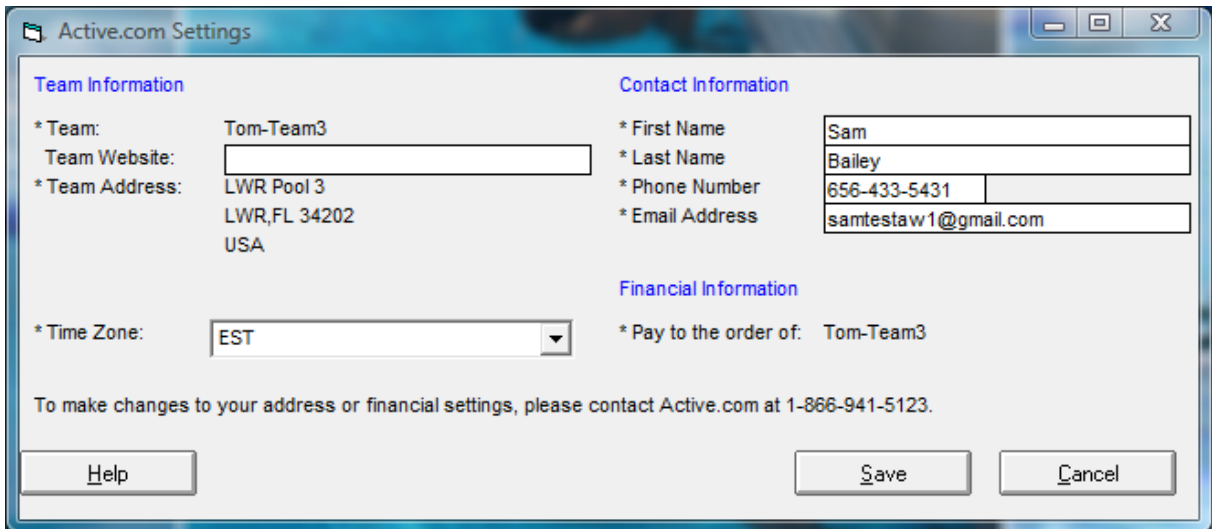 Active.com Settings
Team Information
* Team: Tom-Team3
Team Website:
* Team Address: LWR Pool 3
LWR,FL 34202
USA
* Time Zone: EST
Contact Information
* First Name Sam
* Last Name Bailey
* Phone Number 656-433-5431
* Email Address samtestaw1@gmail.com
Financial Information
* Pay to the order of: Tom-Team3
To make changes to your address or financial settings, please contact Active.com at 1-866-941-5123.
Help
Save
Cancel